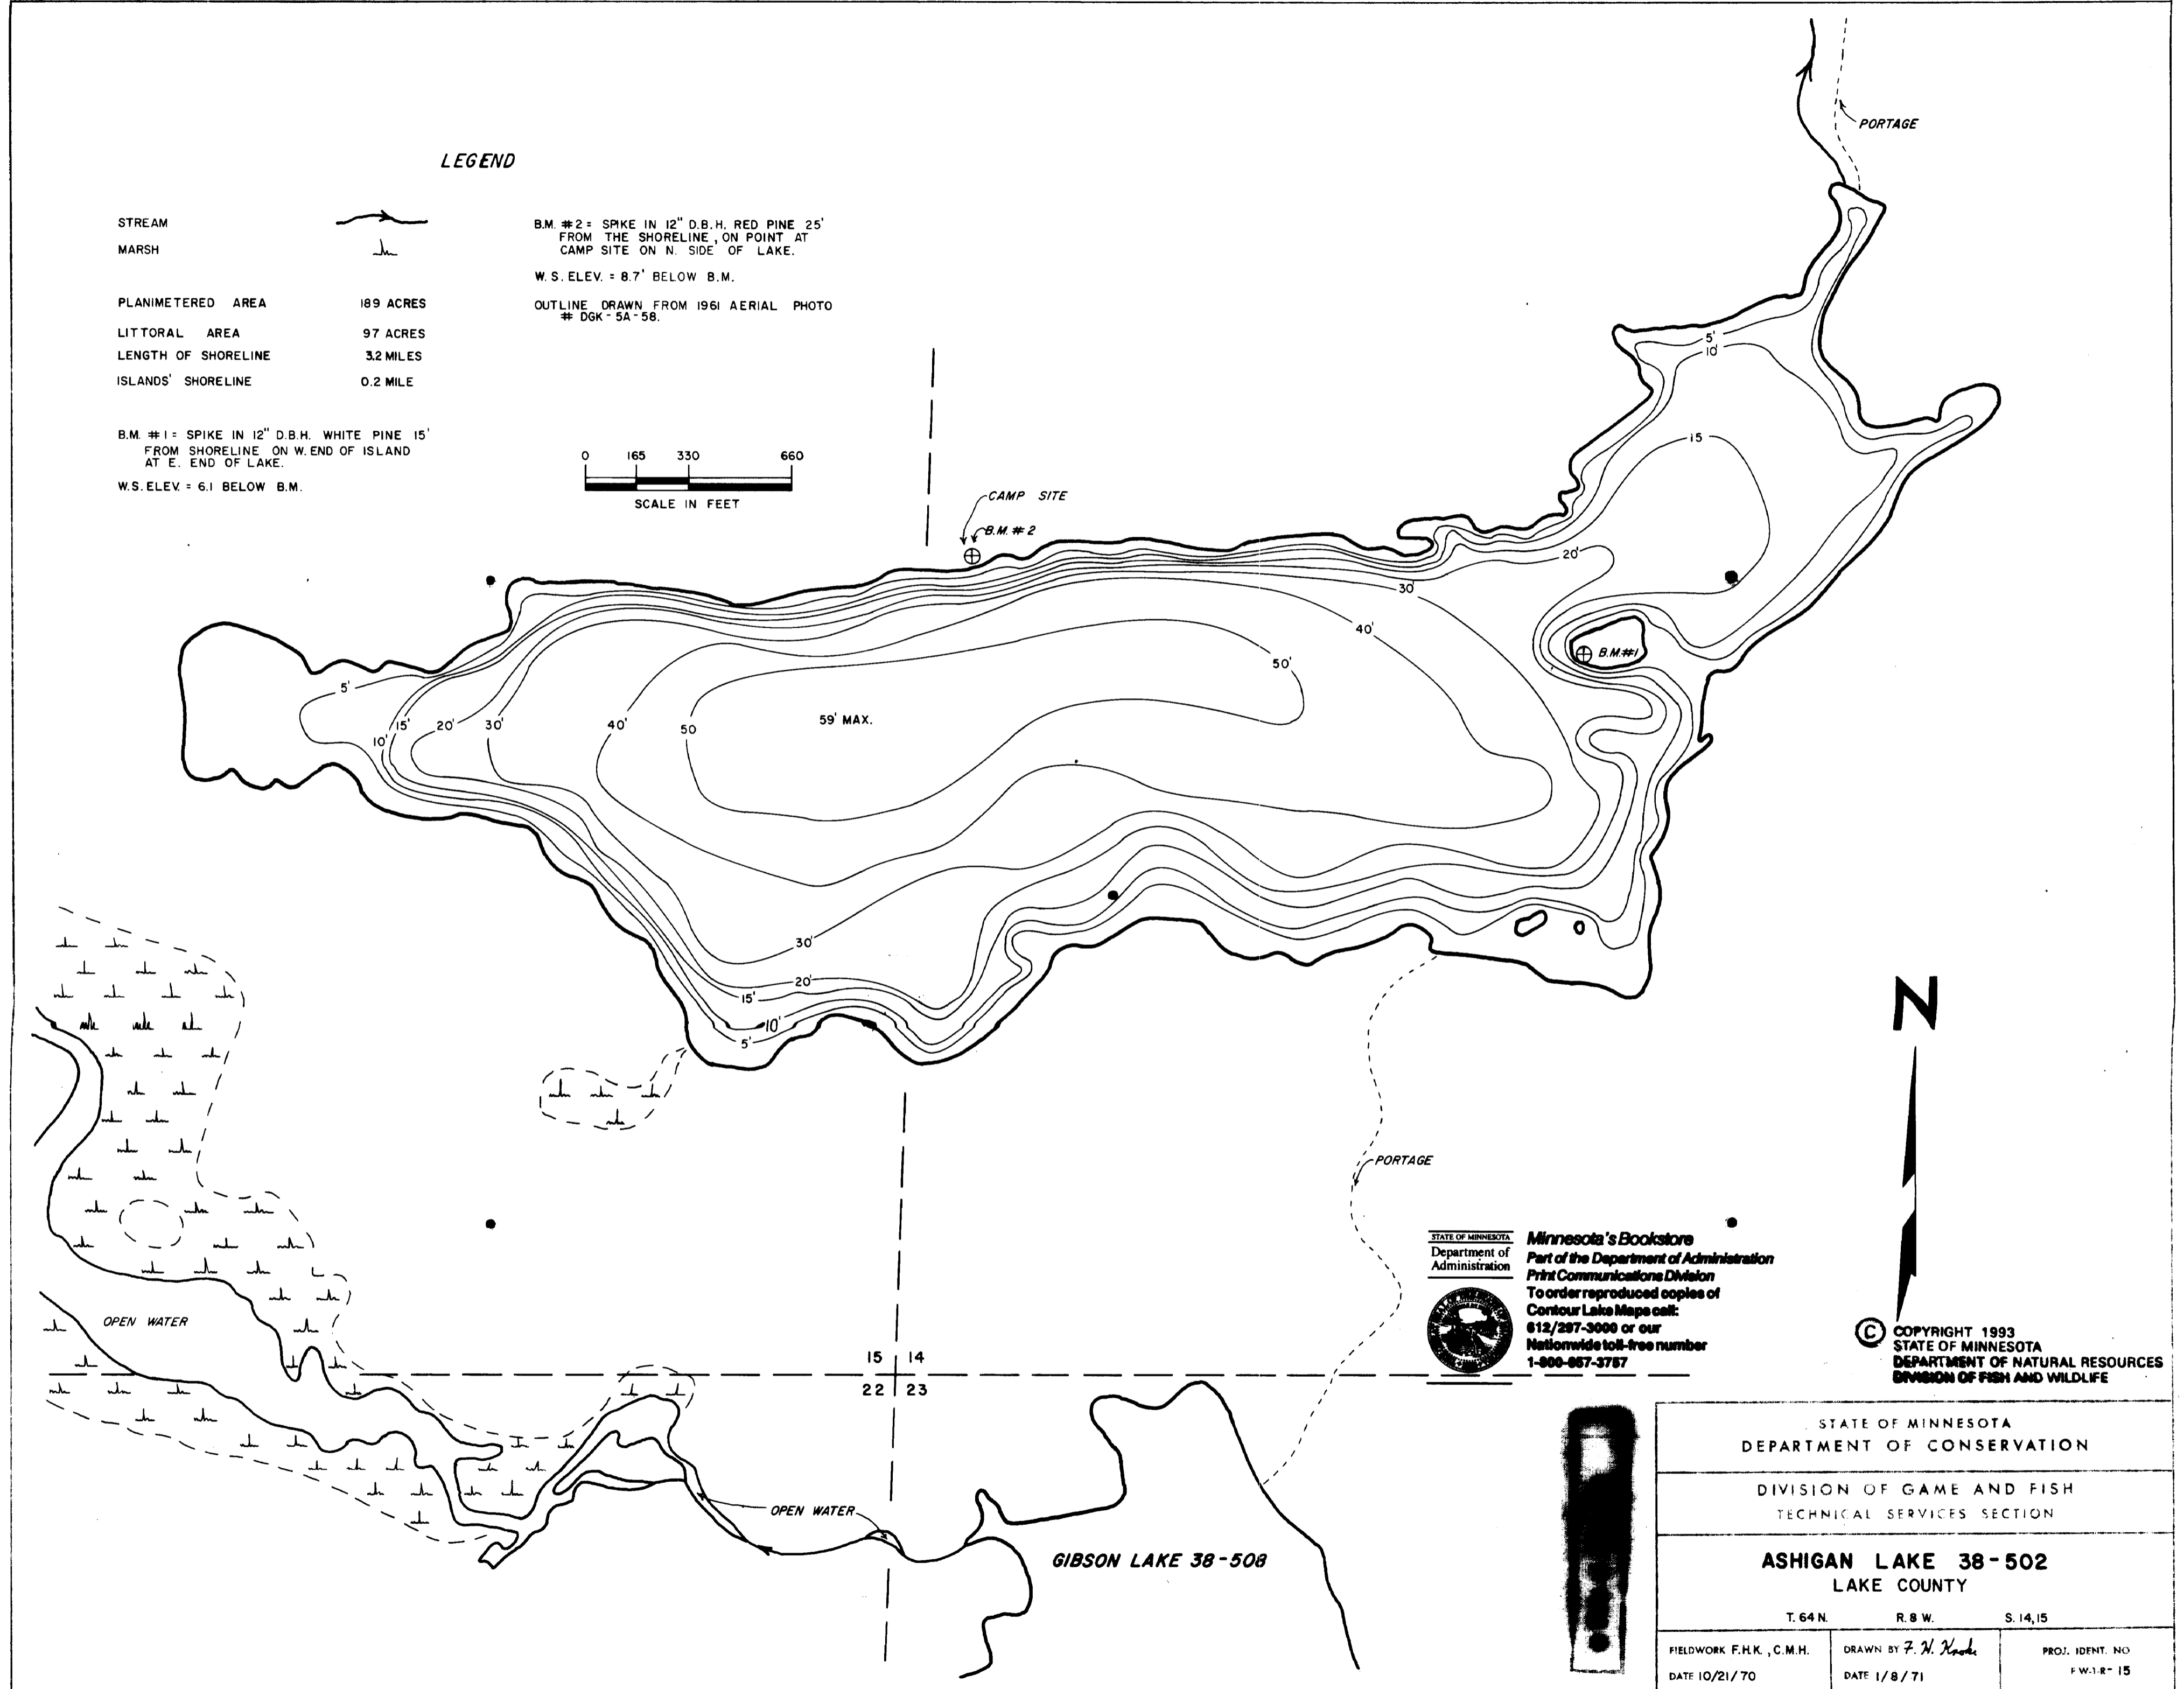 LEGEND
STREAM
MARSH
PLANIMETERED AREA 189 ACRES
LITTORAL AREA 97 ACRES
LENGTH OF SHORELINE 3.2 MILES
ISLANDS' SHORELINE 0.2 MILE
B.M. #1 = SPIKE IN 12" D.B.H. WHITE PINE 15'
FROM SHORELINE ON W. END OF ISLAND
AT E. END OF LAKE.
W.S. ELEV. = 6.1 BELOW B.M.
B.M. #2 = SPIKE IN 12" D.B.H. RED PINE 25'
FROM THE SHORELINE, ON POINT AT
CAMP SITE ON N. SIDE OF LAKE.
W.S. ELEV. = 8.7' BELOW B.M.
OUTLINE DRAWN FROM 1961 AERIAL PHOTO
# DGK-5A-58.
0 165 330 660
SCALE IN FEET
PORTAGE
CAMP SITE
B.M. #2
5'
10'
15
20'
30'
40'
50'
B.M.#1
5'
10'
15'
20'
30'
40'
50
59' MAX.
30'
20'
15'
10'
5'
PORTAGE
N
OPEN WATER
15 14
22 23
OPEN WATER
GIBSON LAKE 38-508
STATE OF MINNESOTA
Department of
Administration
Minnesota's Bookstore
Part of the Department of Administration
Print Communications Division
To order reproduced copies of
Contour Lake Maps call:
612/297-3000 or our
Nationwide toll-free number
1-800-657-3757
C COPYRIGHT 1993
STATE OF MINNESOTA
DEPARTMENT OF NATURAL RESOURCES
DIVISION OF FISH AND WILDLIFE
STATE OF MINNESOTA
DEPARTMENT OF CONSERVATION
DIVISION OF GAME AND FISH
TECHNICAL SERVICES SECTION
ASHIGAN LAKE 38-502
LAKE COUNTY
T. 64 N. R. 8 W. S. 14,15
FIELDWORK F.H.K., C.M.H.
DATE 10/21/70
DRAWN BY F. H. Kroke
DATE 1/8/71
PROJ. IDENT. NO
FW-1-R-15